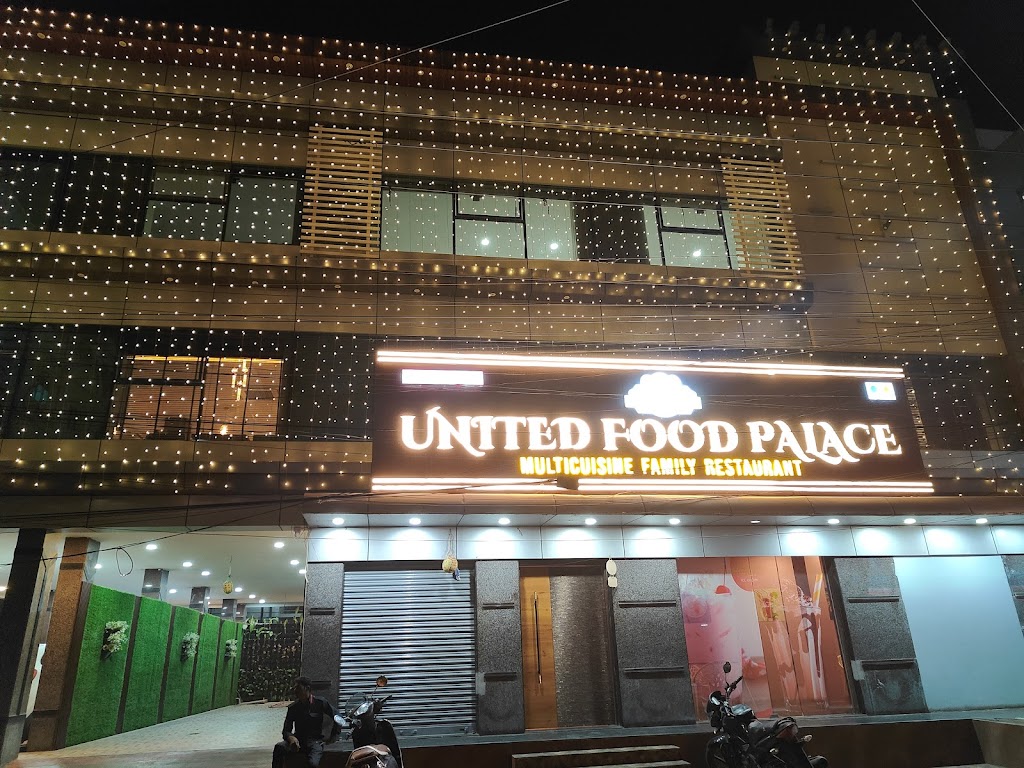 UNITED FOOD PALACE
MULTICUISINE FAMILY RESTAURANT